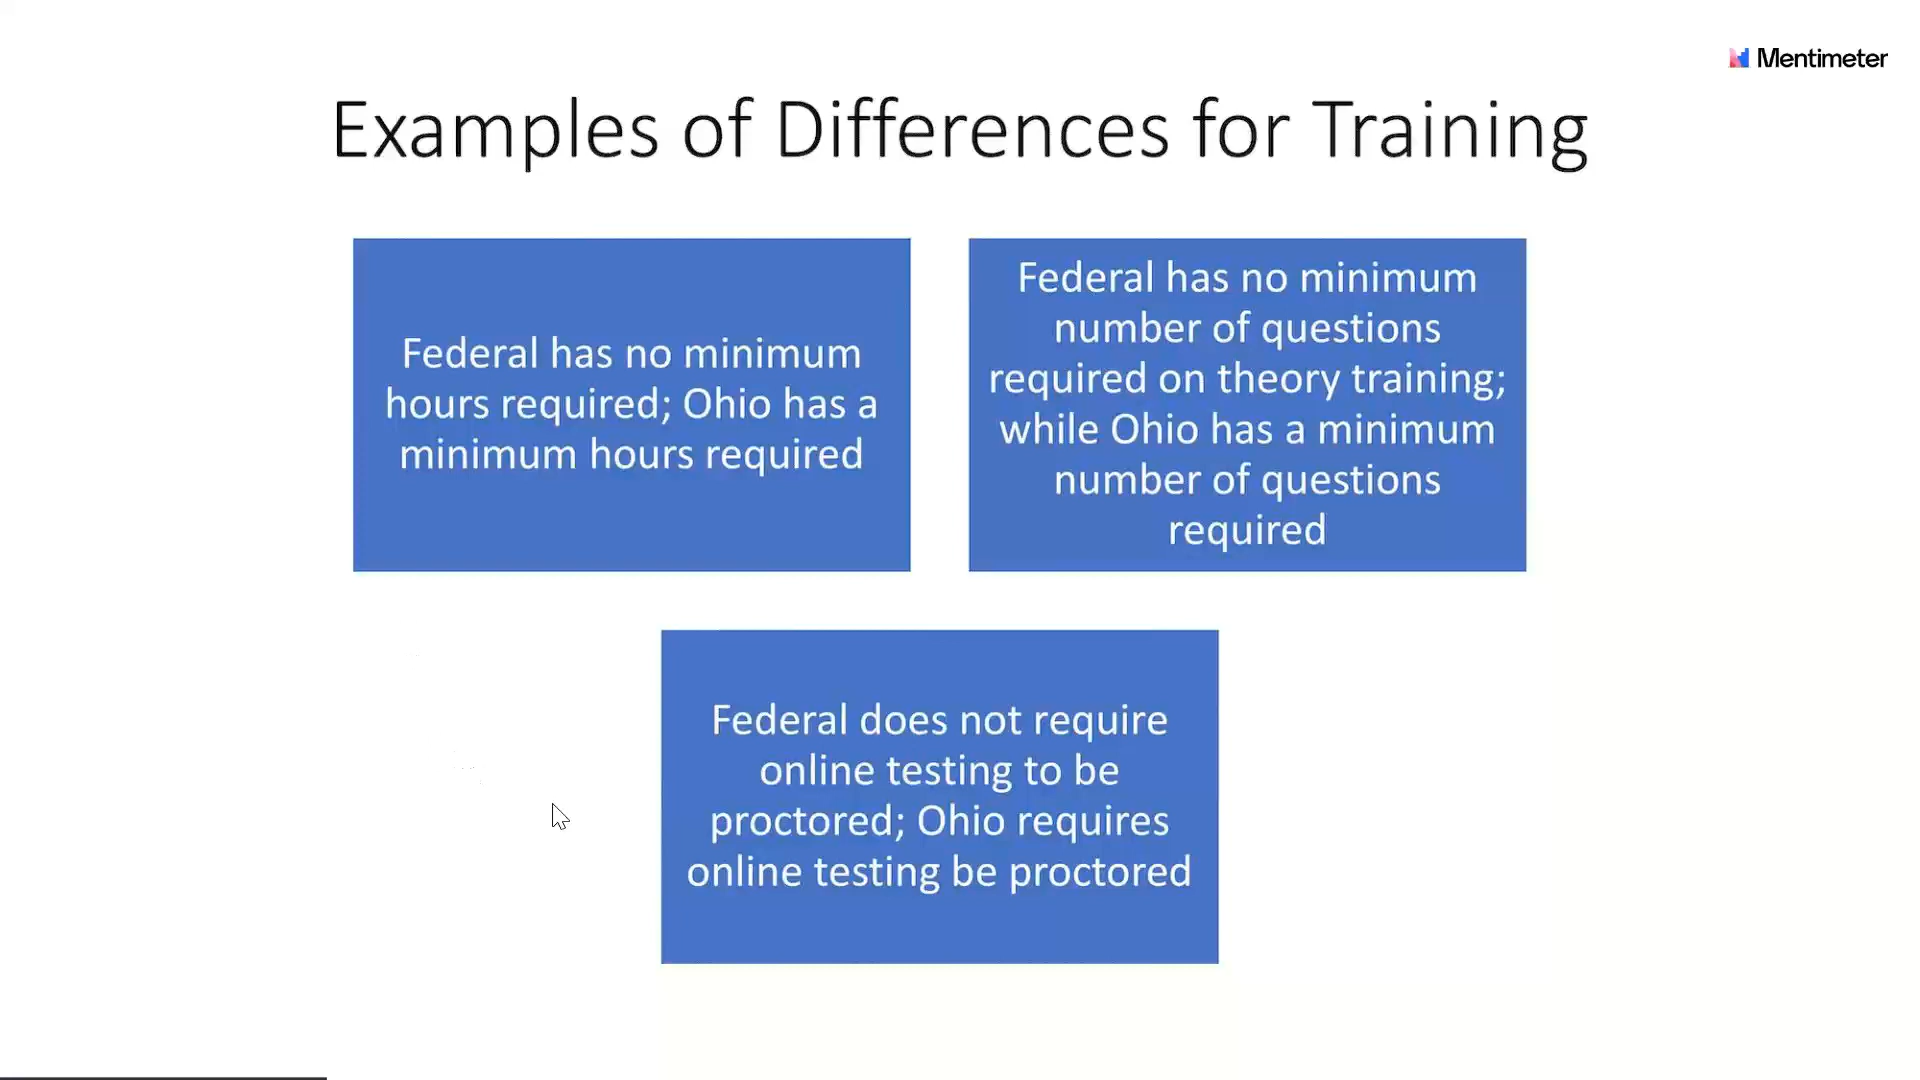 Mentimeter
Examples of Differences for Training
Federal has no minimum
hours required; Ohio has a
minimum hours required
Federal has no minimum
number of questions
required on theory training;
while Ohio has a minimum
number of questions
required
Federal does not require
online testing to be
proctored; Ohio requires
online testing be proctored